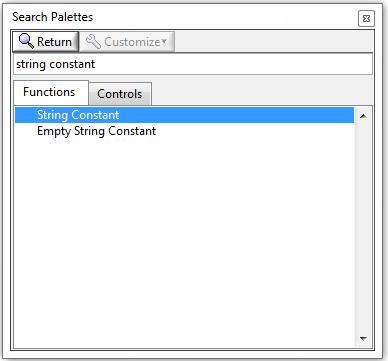 Search Palettes
Return Customize
string constant
Functions Controls
String Constant
Empty String Constant